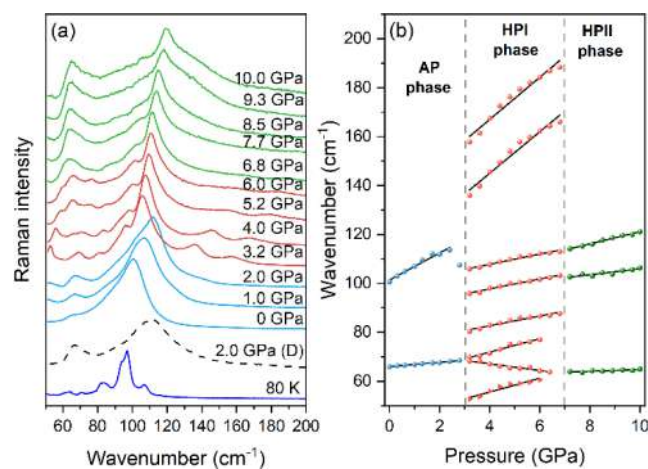 (a)
10.0 GPa
9.3 GPa
8.5 GPa
7.7 GPa
6.8 GPa
6.0 GPa
5.2 GPa
4.0 GPa
3.2 GPa
2.0 GPa
1.0 GPa
0 GPa
2.0 GPa (D)
80 K
Raman intensity
60 80 100 120 140 160 180 200
Wavenumber (cm⁻¹)
(b)
HPI
phase
HPII
phase
AP
phase
210
200
180
160
140
120
100
80
60
Wavenumber (cm⁻¹)
0 2 4 6 8 10
Pressure (GPa)